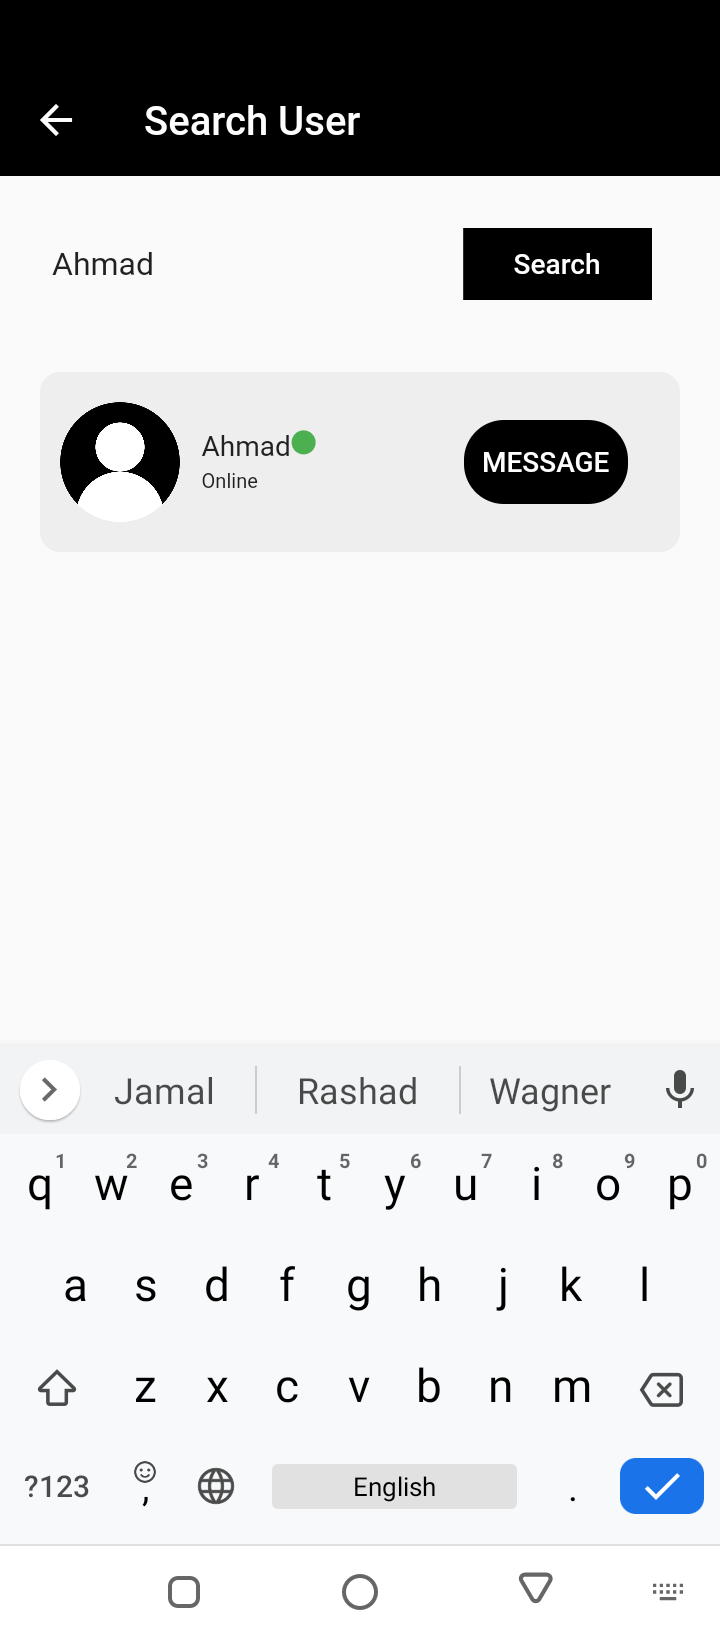 Search User
Ahmad
Search
Ahmad
Online
MESSAGE
Jamal Rashad Wagner
1 2 3 4 5 6 7 8 9 0
q w e r t y u i o p
a s d f g h j k l
z x c v b n m
?123 , English .